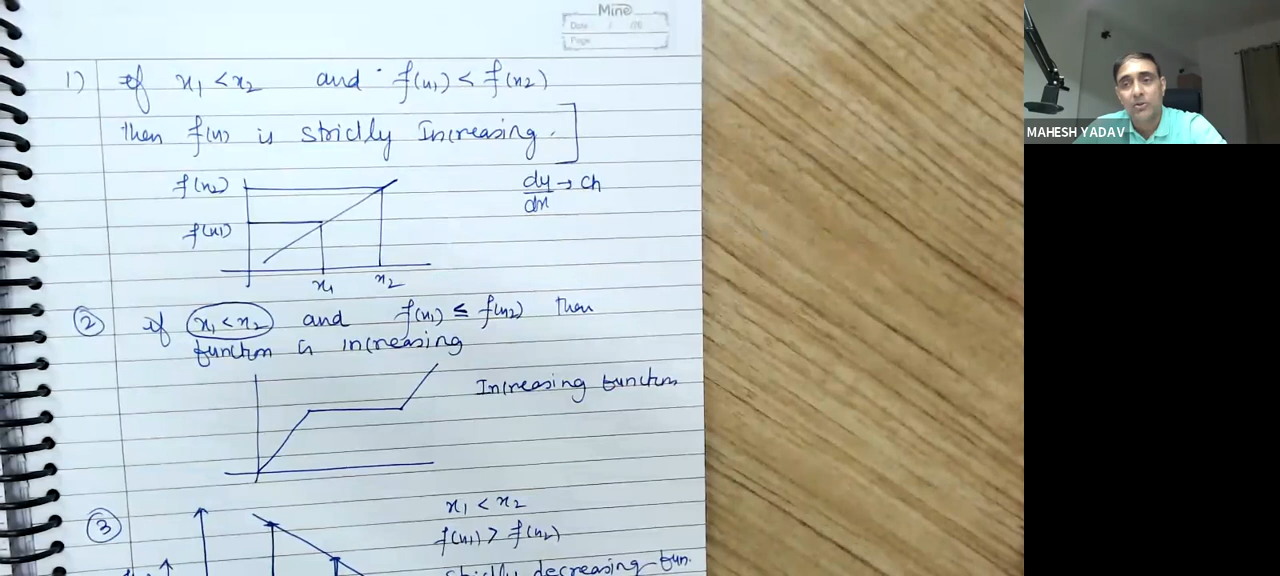 Mine
Date / /20
Page
1) If x1 < x2 and f(x1) < f(x2)
then f(x) is strictly Increasing.
f(x2)
dy/dx → Ch
f(x1)
x1 x2
② if x1 < x2 and f(x1) ≤ f(x2) then
function is increasing
Increasing function
③ x1 < x2
f(x1) > f(x2)
strictly decreasing fun.
MAHESH YADAV